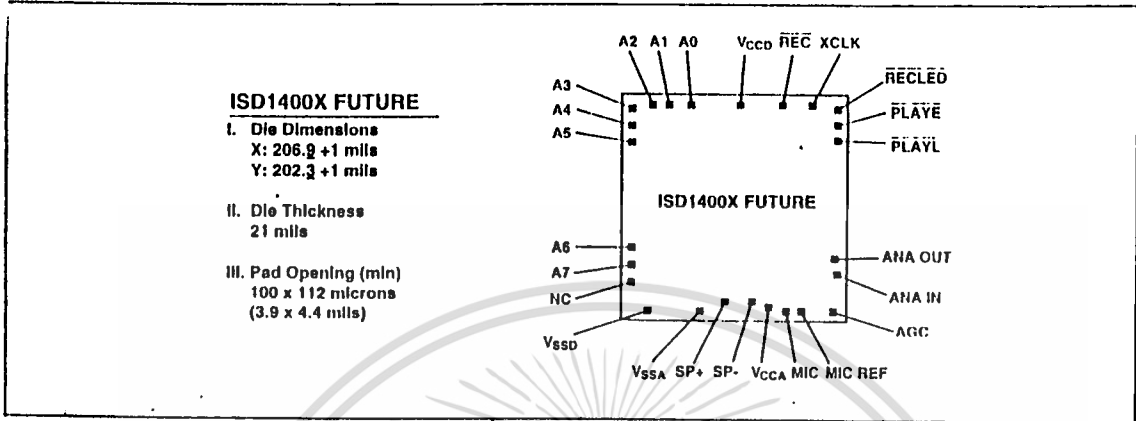 ISD1400X FUTURE
I. Die Dimensions
X: 206.9 +1 mils
Y: 202.3 +1 mils
II. Die Thickness
21 mils
III. Pad Opening (min)
100 x 112 microns
(3.9 x 4.4 mils)
A2 A1 A0 VCCD REC XCLK
A3
A4
A5
RECLED
PLAYE
PLAYL
ISD1400X FUTURE
A6
A7
NC
VSSD
ANA OUT
ANA IN
AGC
VSSA SP+ SP- VCCA MIC MIC REF